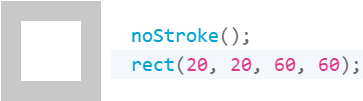 noStroke();
rect(20, 20, 60, 60);